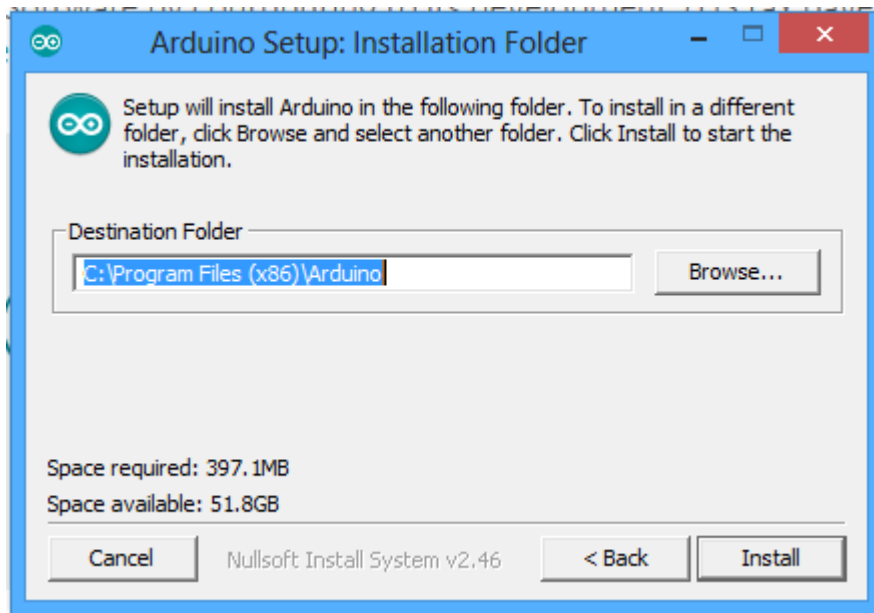 Arduino Setup: Installation Folder
Setup will install Arduino in the following folder. To install in a different
folder, click Browse and select another folder. Click Install to start the
installation.
Destination Folder
C:\Program Files (x86)\Arduino
Browse...
Space required: 397.1MB
Space available: 51.8GB
Cancel
Nullsoft Install System v2.46
< Back
Install